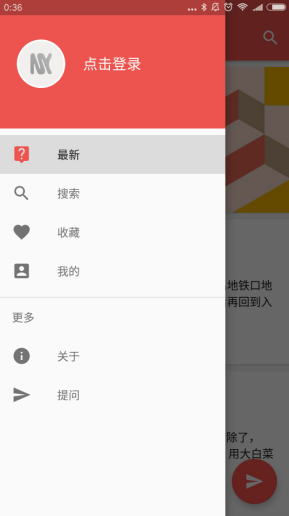 0:36
点击登录
最新
搜索
收藏
我的
地铁口地
再回到入
更多
关于
提问
除了，
用大白菜